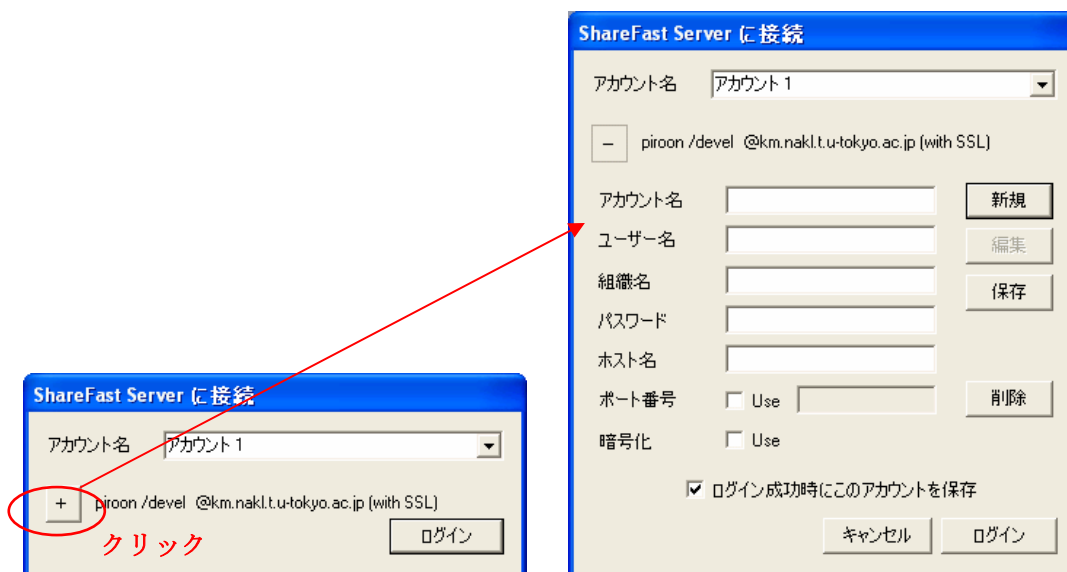 ShareFast Server に接続
アカウント名 アカウント 1
+ piroon /devel @km.nakl.t.u-tokyo.ac.jp (with SSL)
クリック
ログイン
ShareFast Server に接続
アカウント名 アカウント 1
− piroon /devel @km.nakl.t.u-tokyo.ac.jp (with SSL)
アカウント名 新規
ユーザー名 編集
組織名 保存
パスワード
ホスト名
ポート番号 Use 削除
暗号化 Use
ログイン成功時にこのアカウントを保存
キャンセル ログイン